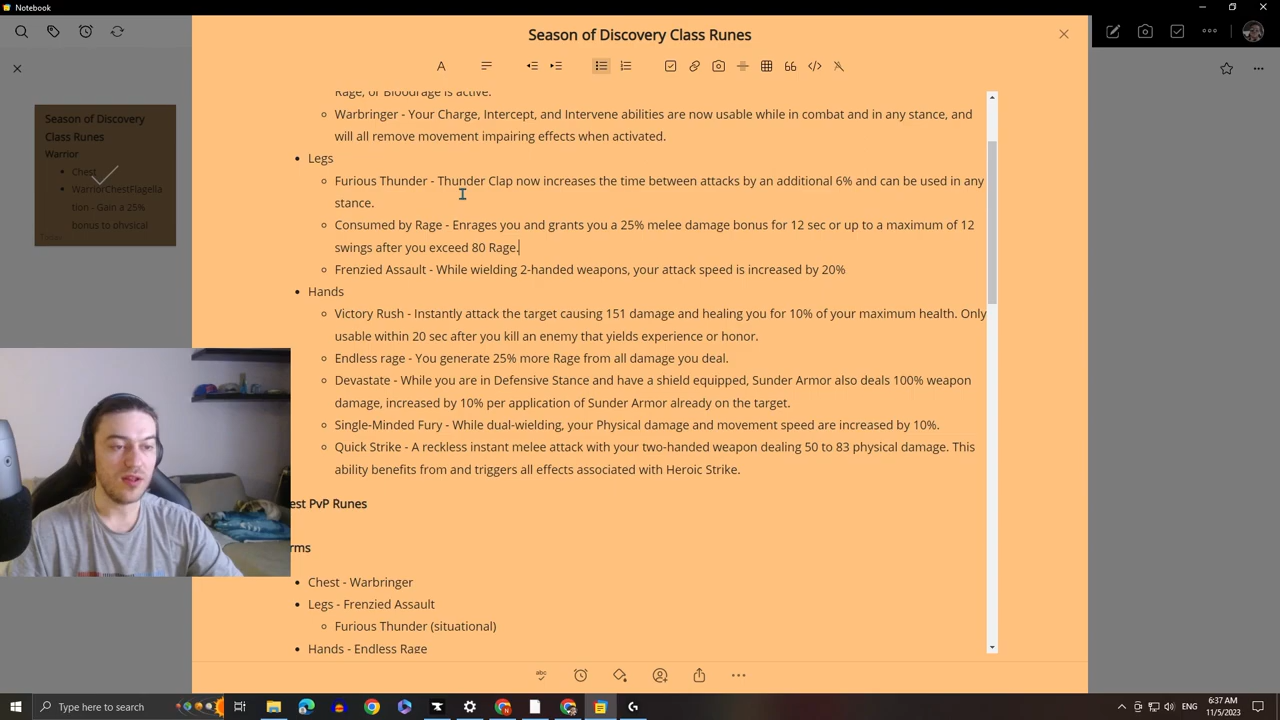 Notebook
Season of Discovery Class Runes
Season of Discovery
Class Runes
Warrior
• Chest
• WarriorChestFlagella
tion - Gain a 25%
bonus to physical
Today
Rage, or Bloodrage is active.
Warbringer - Your Charge, Intercept, and Intervene abilities are now usable while in combat and in any stance, and
will all remove movement impairing effects when activated.
• Legs
Furious Thunder - Thunder Clap now increases the time between attacks by an additional 6% and can be used in any
stance.
Consumed by Rage - Enrages you and grants you a 25% melee damage bonus for 12 sec or up to a maximum of 12
swings after you exceed 80 Rage.
Frenzied Assault - While wielding 2-handed weapons, your attack speed is increased by 20%
• Hands
Victory Rush - Instantly attack the target causing 151 damage and healing you for 10% of your maximum health. Only
usable within 20 sec after you kill an enemy that yields experience or honor.
Endless rage - You generate 25% more Rage from all damage you deal.
Devastate - While you are in Defensive Stance and have a shield equipped, Sunder Armor also deals 100% weapon
damage, increased by 10% per application of Sunder Armor already on the target.
Single-Minded Fury - While dual-wielding, your Physical damage and movement speed are increased by 10%.
Quick Strike - A reckless instant melee attack with your two-handed weapon dealing 50 to 83 physical damage. This
ability benefits from and triggers all effects associated with Heroic Strike.
est PvP Runes
rms
• Chest - Warbringer
• Legs - Frenzied Assault
Furious Thunder (situational)
• Hands - Endless Rage
abc
Type here to search
6:37 AM
11/5/2023